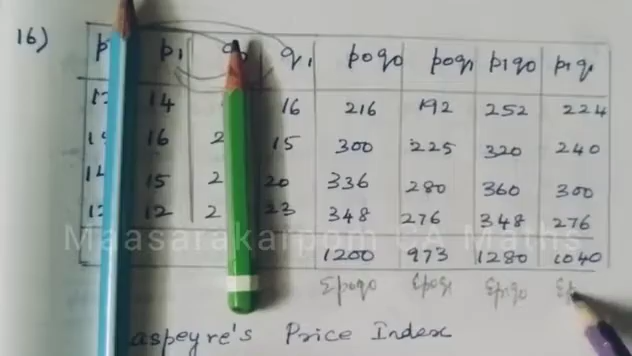 16) p p₁ q₀ q₁ p0q0 p0q₁ p₁q0 p₁q₁
14 16 216 192 252 224
16 2 15 300 225 320 240
15 2 20 336 280 360 300
12 2 23 348 276 348 276
Maasarakarpom CA Maths
1200 973 1280 1040
Σp0q0 Σp0q₁ Σp₁q0
aspeyre's Price Index